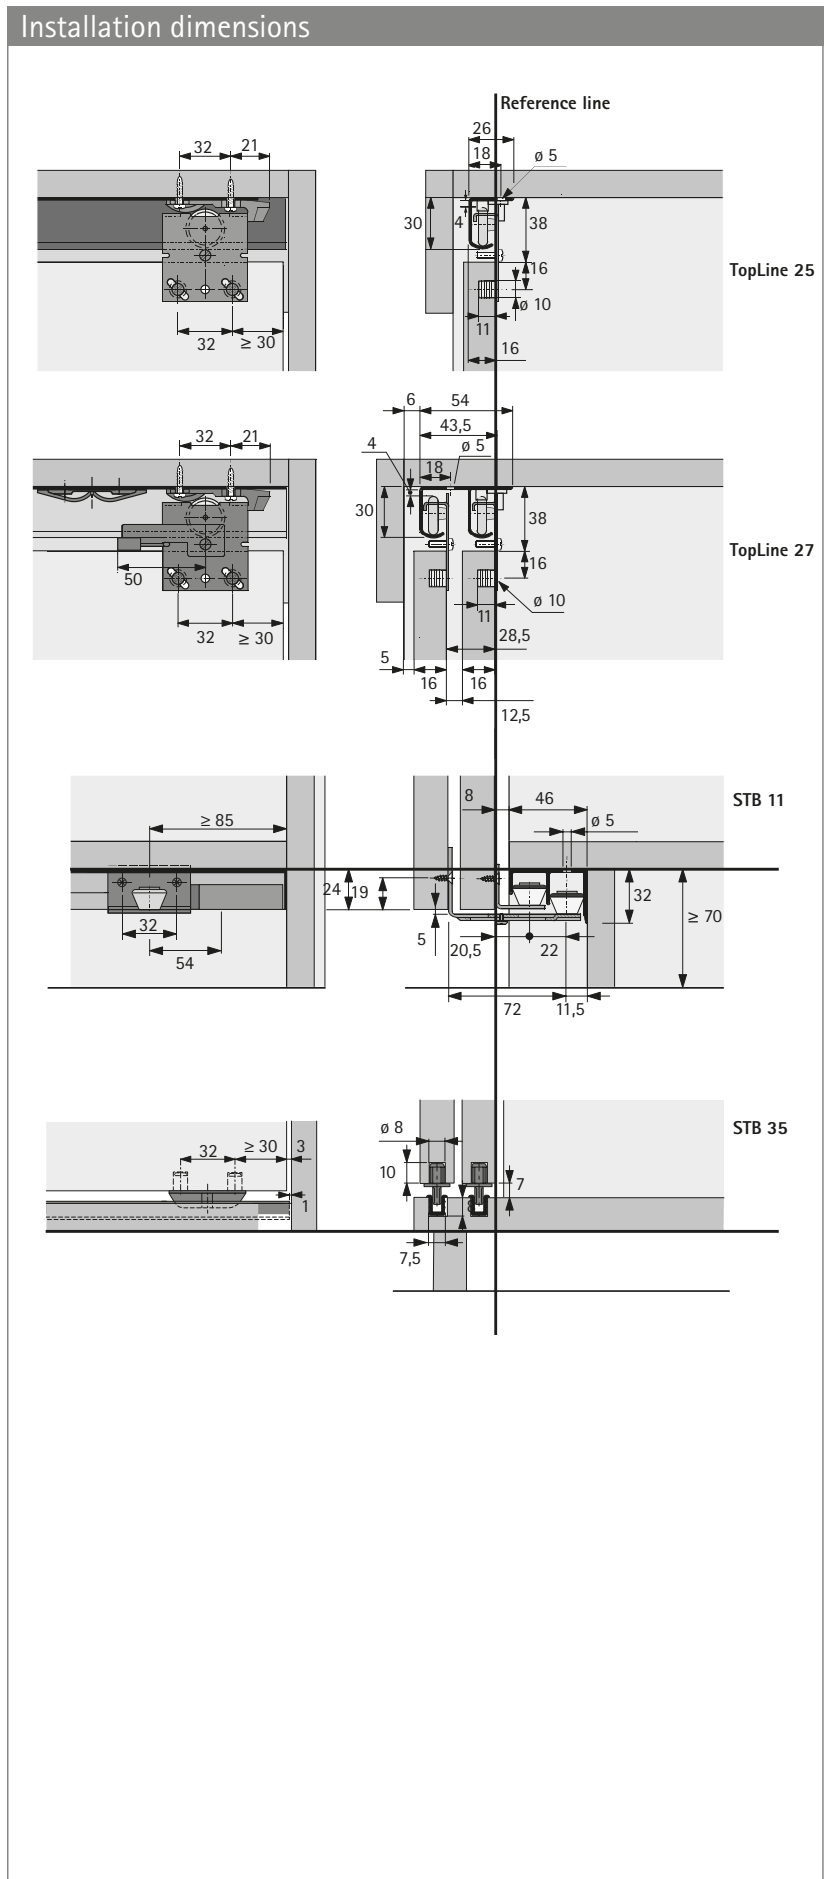 Installation dimensions
Reference line
26
32 21 18 ø 5
30 4 38
16
TopLine 25
ø 10
11
32 ≥ 30 16
6 54
43,5
32 21 4 ø 5
18
30 38
TopLine 27
16
50 ø 10
11
32 ≥ 30 28,5
5
16 16
12,5
STB 11
8 46
≥ 85 ø 5
24 19 32
≥ 70
32 5
54 20,5 22
72 11,5
STB 35
ø 8
32 ≥ 30 3
10 7
1
7,5